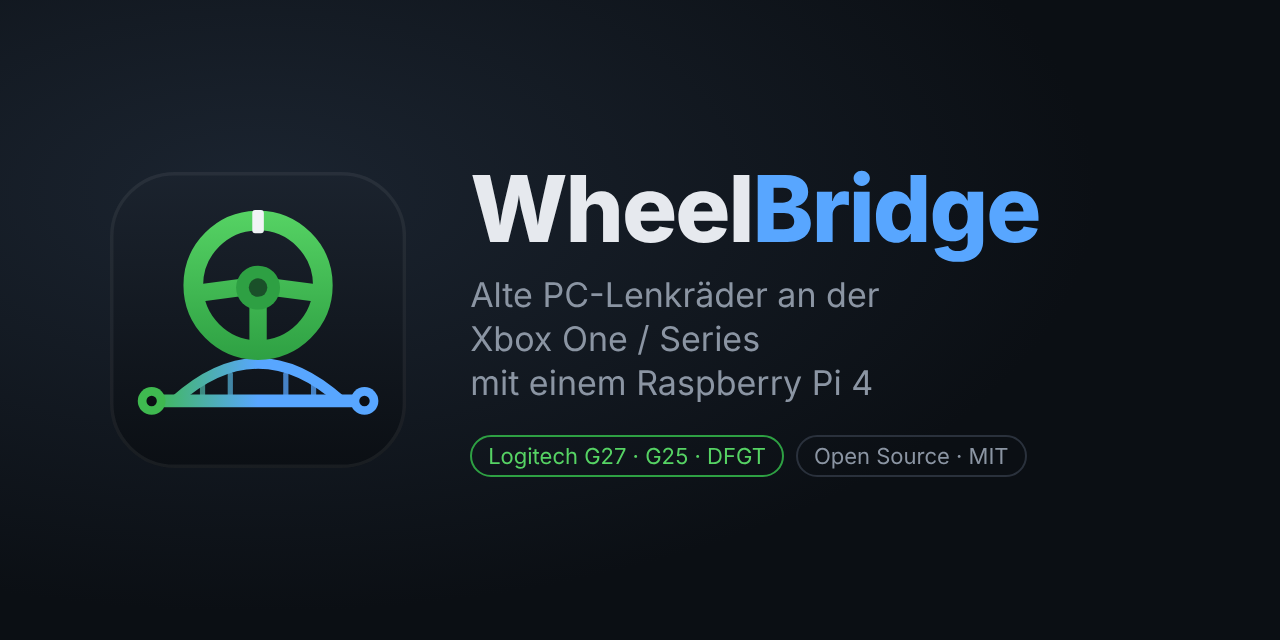 WheelBridge
Alte PC-Lenkräder an der
Xbox One / Series
mit einem Raspberry Pi 4
Logitech G27 · G25 · DFGT
Open Source · MIT